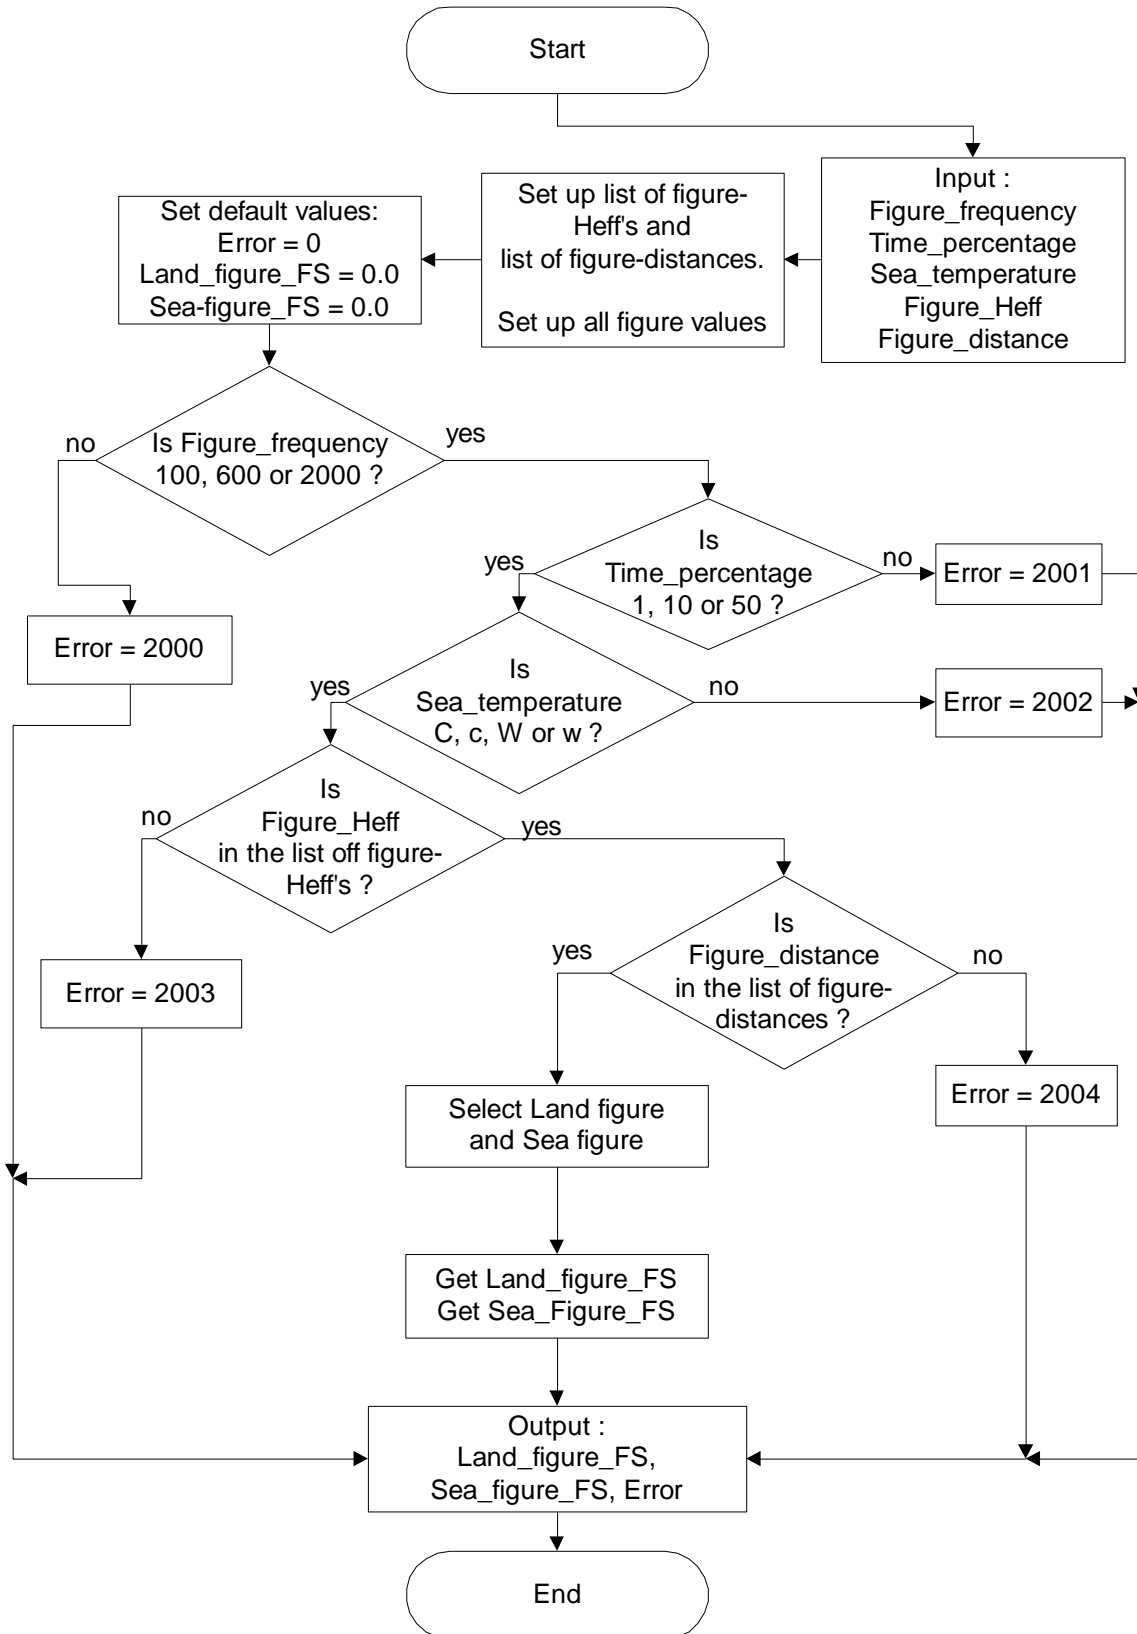 Start
Input :
Figure_frequency
Time_percentage
Sea_temperature
Figure_Heff
Figure_distance
Set up list of figure-
Heff's and
list of figure-distances.
Set up all figure values
Set default values:
Error = 0
Land_figure_FS = 0.0
Sea-figure_FS = 0.0
no
Is Figure_frequency
100, 600 or 2000 ?
yes
Error = 2000
yes
Is
Time_percentage
1, 10 or 50 ?
no
Error = 2001
yes
Is
Sea_temperature
C, c, W or w ?
no
Error = 2002
no
Is
Figure_Heff
in the list off figure-
Heff's ?
yes
Error = 2003
yes
Is
Figure_distance
in the list of figure-
distances ?
no
Error = 2004
Select Land figure
and Sea figure
Get Land_figure_FS
Get Sea_Figure_FS
Output :
Land_figure_FS,
Sea_figure_FS, Error
End